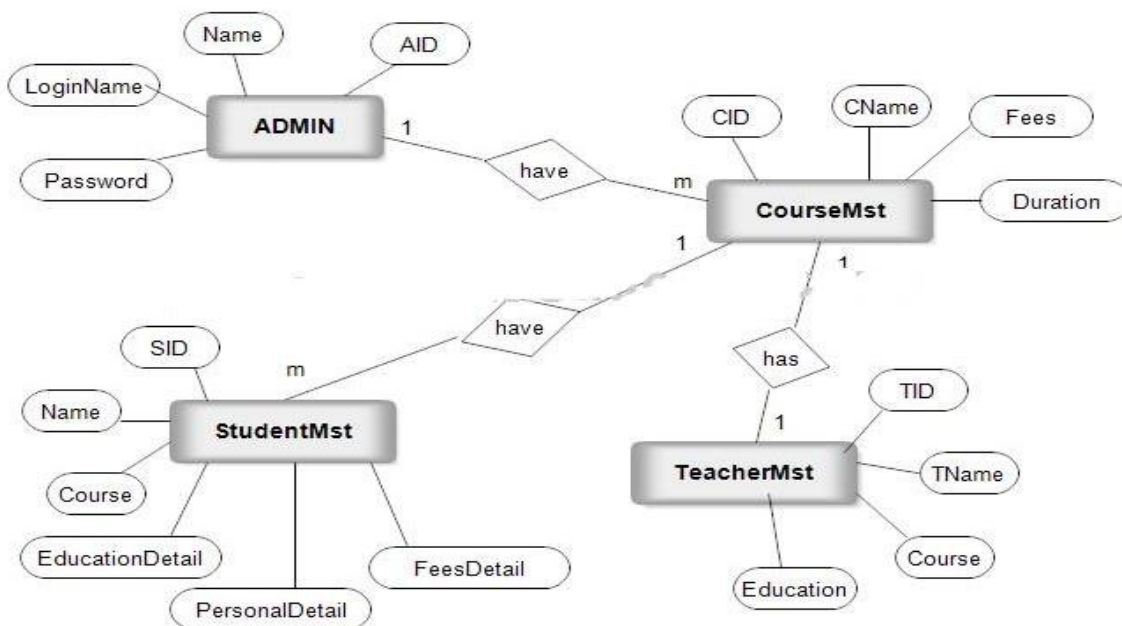 Name
AID
LoginName
ADMIN
Password
1
have
m
CID
CName
Fees
CourseMst
Duration
1
1
have
m
has
1
SID
Name
StudentMst
Course
EducationDetail
PersonalDetail
FeesDetail
TID
TeacherMst
TName
Course
Education